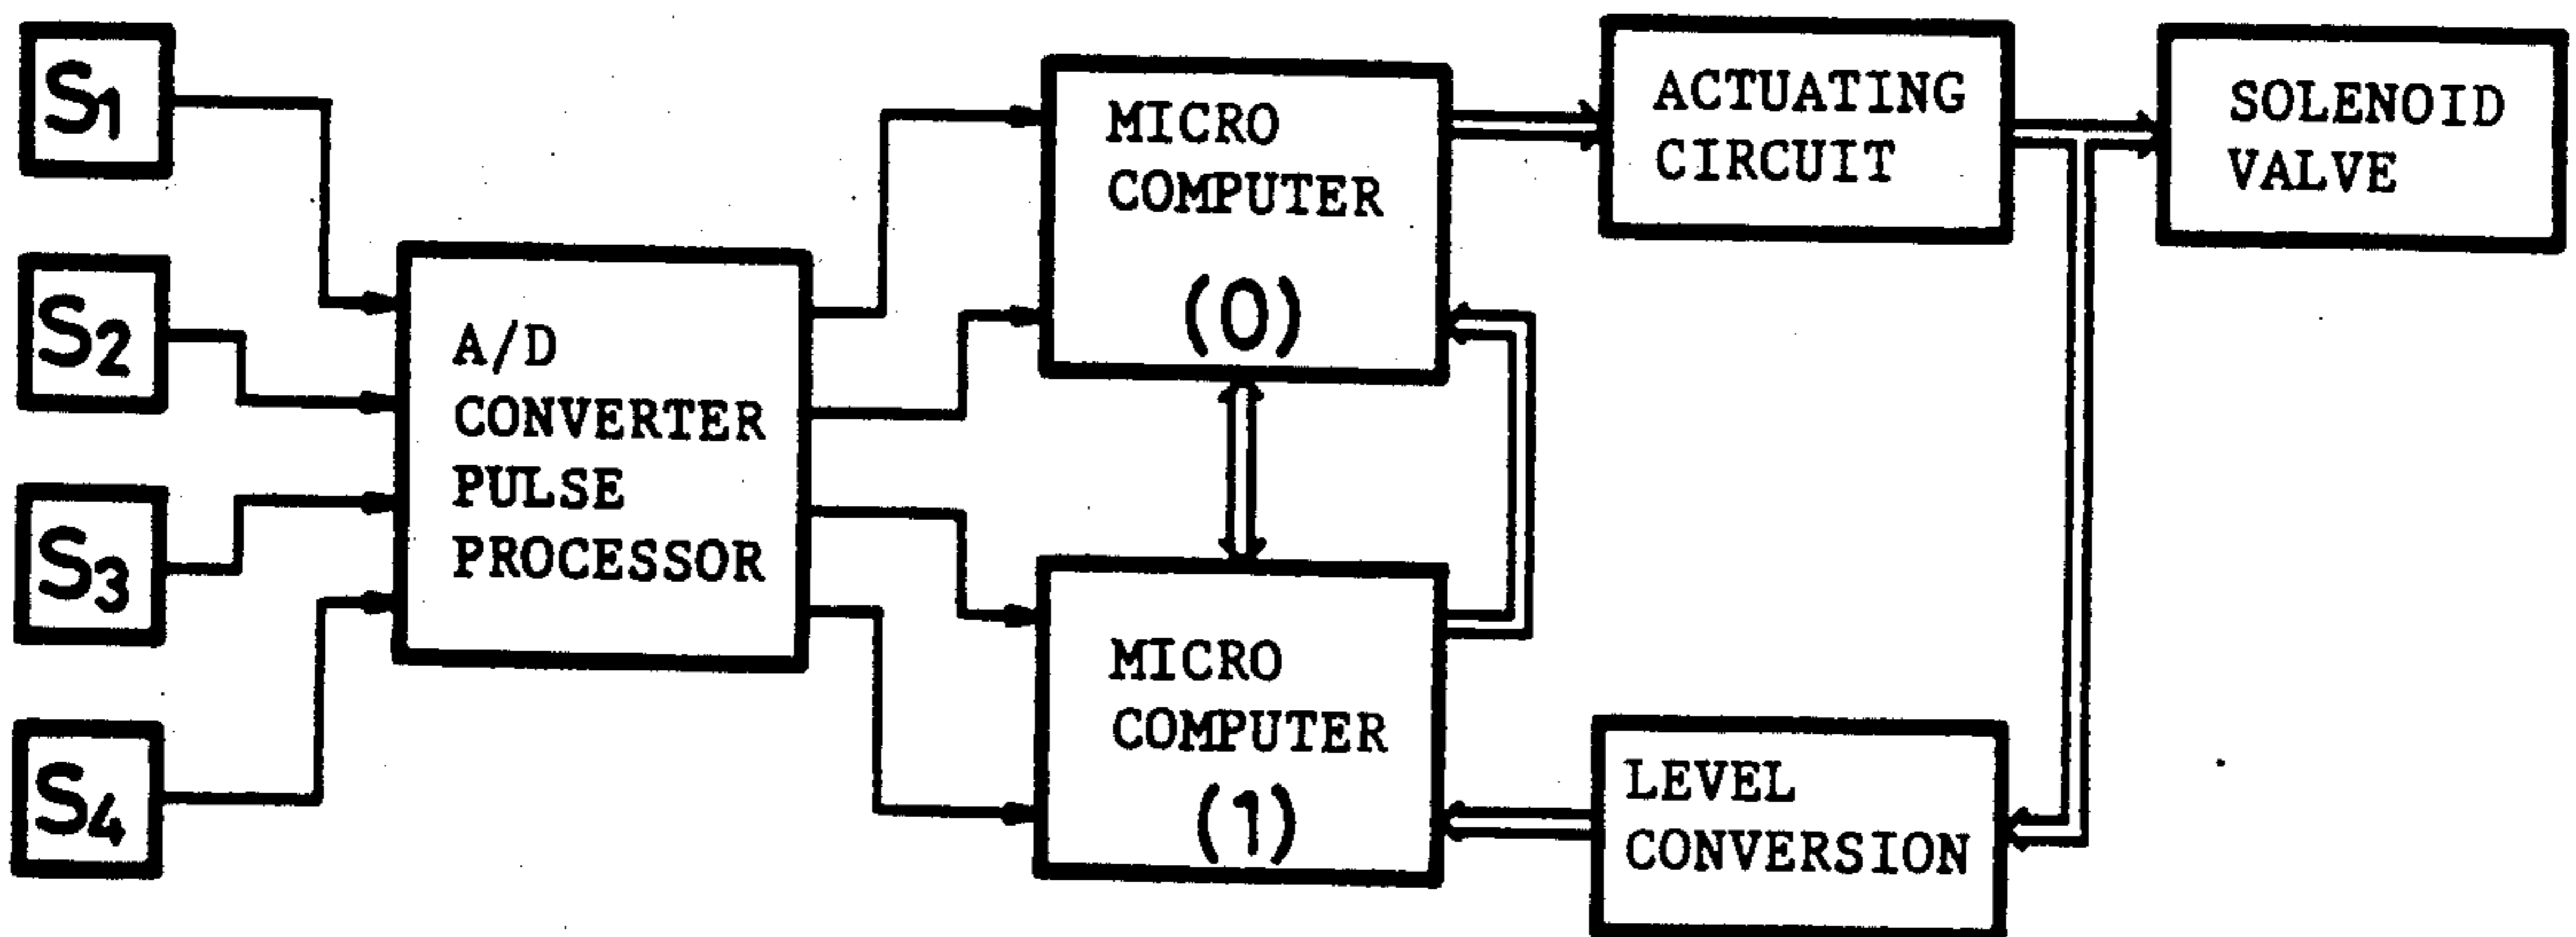 S1
S2
S3
S4
A/D
CONVERTER
PULSE
PROCESSOR
MICRO
COMPUTER
(0)
MICRO
COMPUTER
(1)
ACTUATING
CIRCUIT
SOLENOID
VALVE
LEVEL
CONVERSION